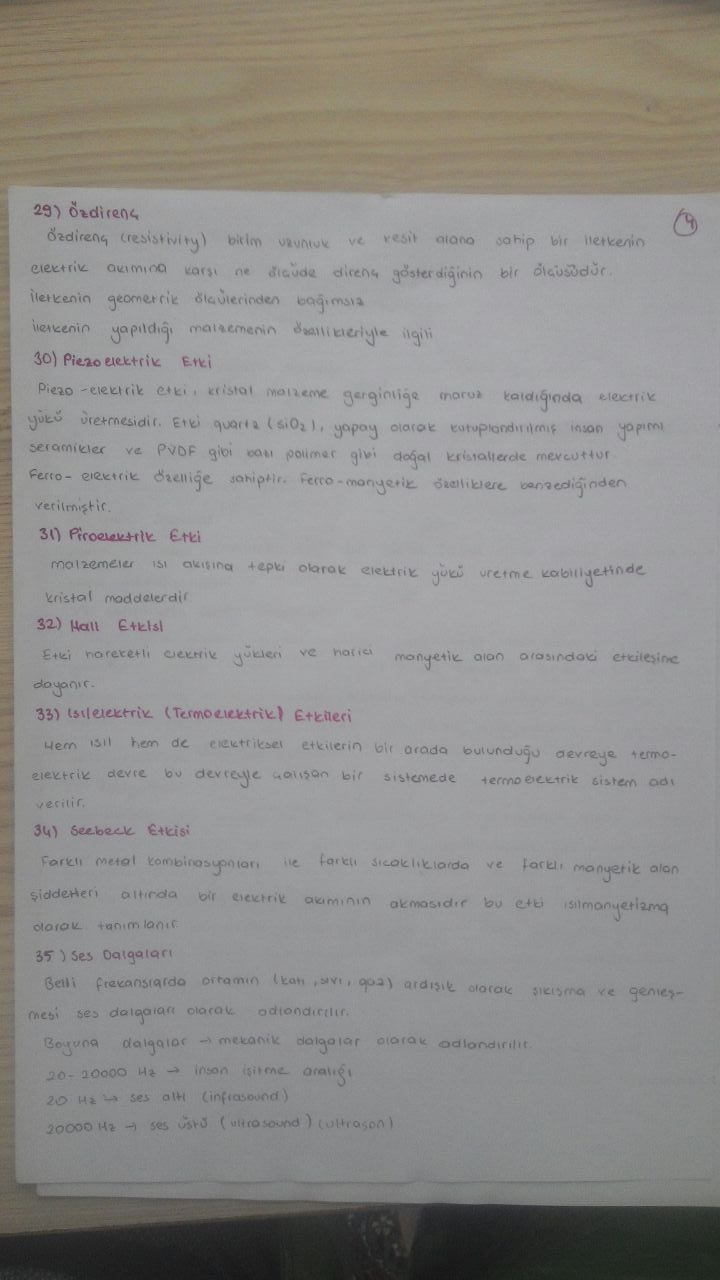 29) Özdirenç
4
Özdirenç (resistivity) birim uzunluk ve kesit alana sahip bir iletkenin
elektrik akımına karşı ne ölçüde direnç gösterdiğinin bir ölçüsüdür.
İletkenin geometrik ölçülerinden bağımsız
iletkenin yapıldığı malzemenin özellikleriyle ilgili
30) Piezoelektrik Etki
Piezo-elektrik etki, kristal malzeme gerginliğe maruz kaldığında elektrik
yükü üretmesidir. Etki quartz (SiO2), yapay olarak kutuplandırılmış insan yapımı
seramikler ve PVDF gibi bazı polimer gibi doğal kristallerde mevcuttur.
Ferro-elektrik özelliğe sahiptir. Ferro-manyetik özelliklere benzediğinden
verilmiştir.
31) Piroelektrik Etki
malzemeler ısı akışına tepki olarak elektrik yükü üretme kabiliyetinde
kristal maddelerdir
32) Hall Etkisi
Etki hareketli elektrik yükleri ve harici manyetik alan arasındaki etkileşime
dayanır.
33) Isılelektrik (Termoelektrik) Etkileri
Hem ısıl hem de elektriksel etkilerin bir arada bulunduğu devreye termo-
elektrik devre bu devreyle çalışan bir sistemede termoelektrik sistem adı
verilir.
34) Seebeck Etkisi
Farklı metal kombinasyonları ile farklı sıcaklıklarda ve farklı manyetik alan
şiddetleri altında bir elektrik akımının akmasıdır bu etki ısılmanyetizma
olarak tanımlanır
35) Ses Dalgaları
Belli frekanslarda ortamın (katı, sıvı, gaz) ardışık olarak sıkışma ve genleş-
mesi ses dalgaları olarak adlandırılır.
Boyuna dalgalar → mekanik dalgalar olarak adlandırılır.
20-20000 Hz → insan işitme aralığı
20 Hz → ses altı (infrasound)
20000 Hz → ses üstü (ultrasound) (ultrason)